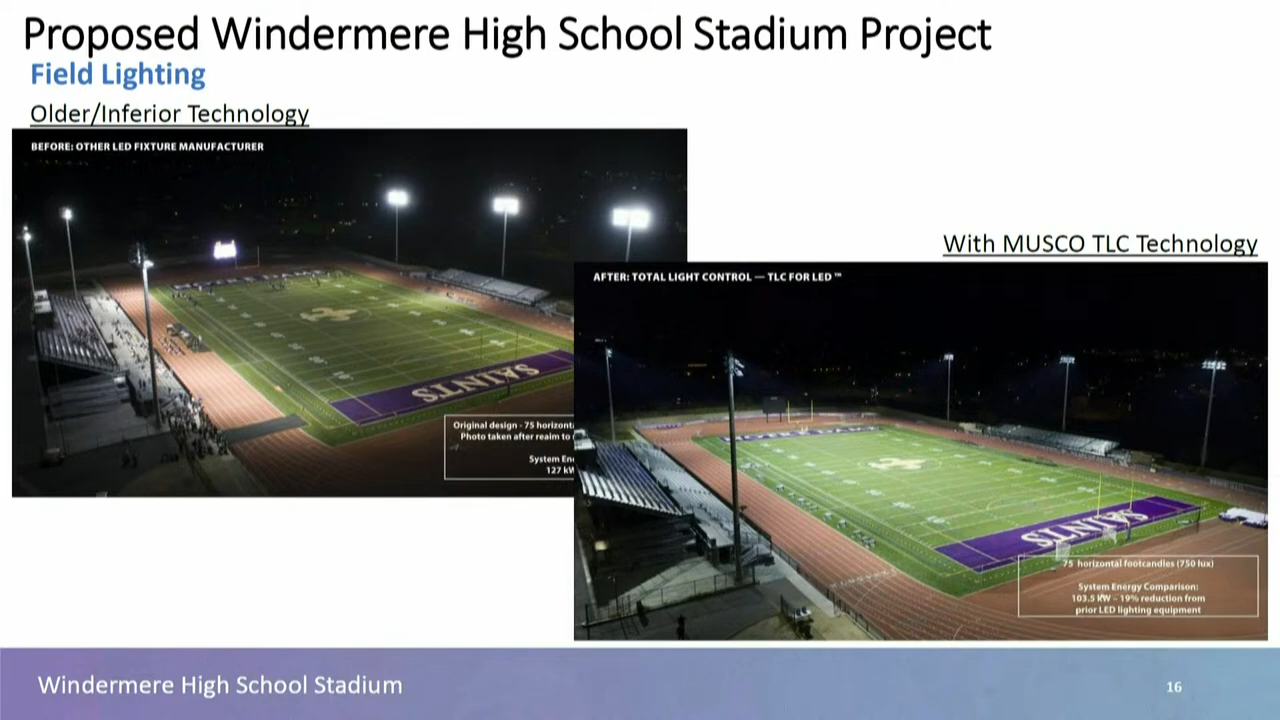 Proposed Windermere High School Stadium Project
Field Lighting
Older/Inferior Technology
BEFORE: OTHER LED FIXTURE MANUFACTURER
SAINTS
Original design - 75
Photo taken after reaim to
System
127
With MUSCO TLC Technology
AFTER: TOTAL LIGHT CONTROL — TLC FOR LED™
SAINTS
75 horizontal footcandles (750 lux)
System Energy Comparison:
103.5 KW - 19% reduction from
prior LED lighting equipment
Windermere High School Stadium
16